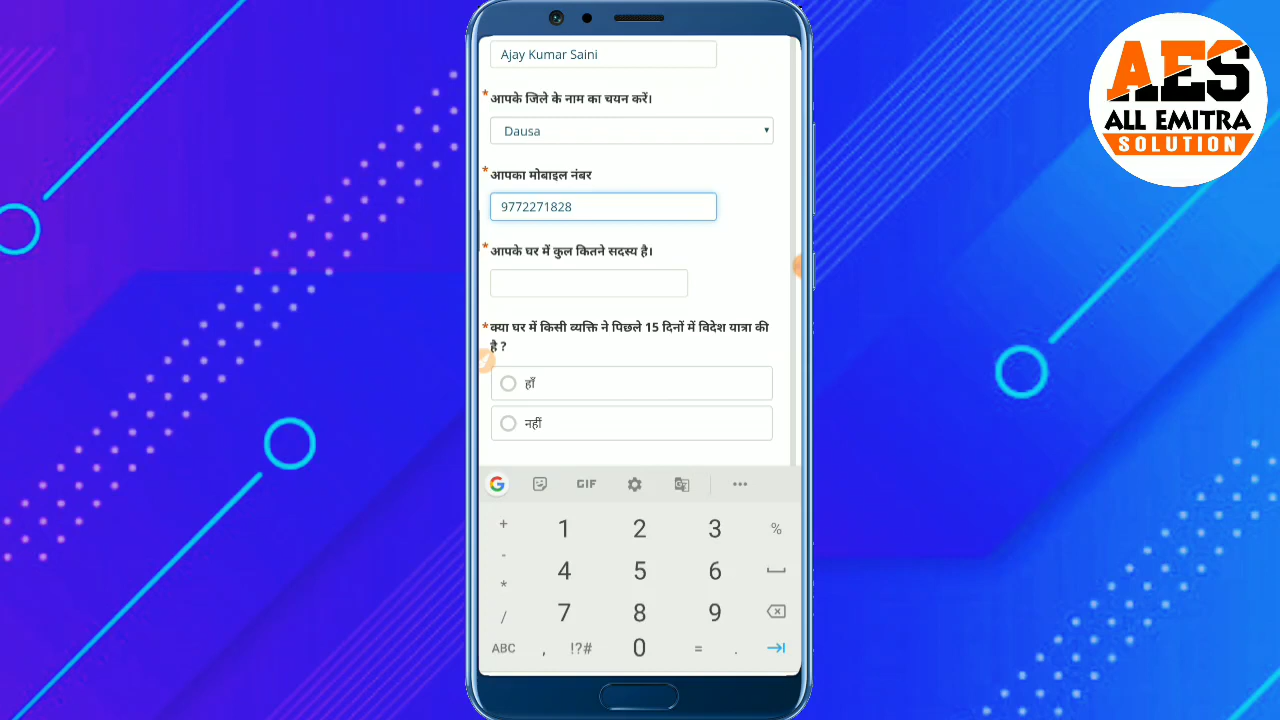 Ajay Kumar Saini
* आपके जिले के नाम का चयन करें।
Dausa
* आपका मोबाइल नंबर
9772271828
* आपके घर में कुल कितने सदस्य है।
* क्या घर में किसी व्यक्ति ने पिछले 15 दिनों में विदेश यात्रा की
है ?
हाँ
नहीं
G GIF
+ 1 2 3 %
-
4 5 6
*
/ 7 8 9
ABC , !?# 0 = .
AES
ALL EMITRA
SOLUTION